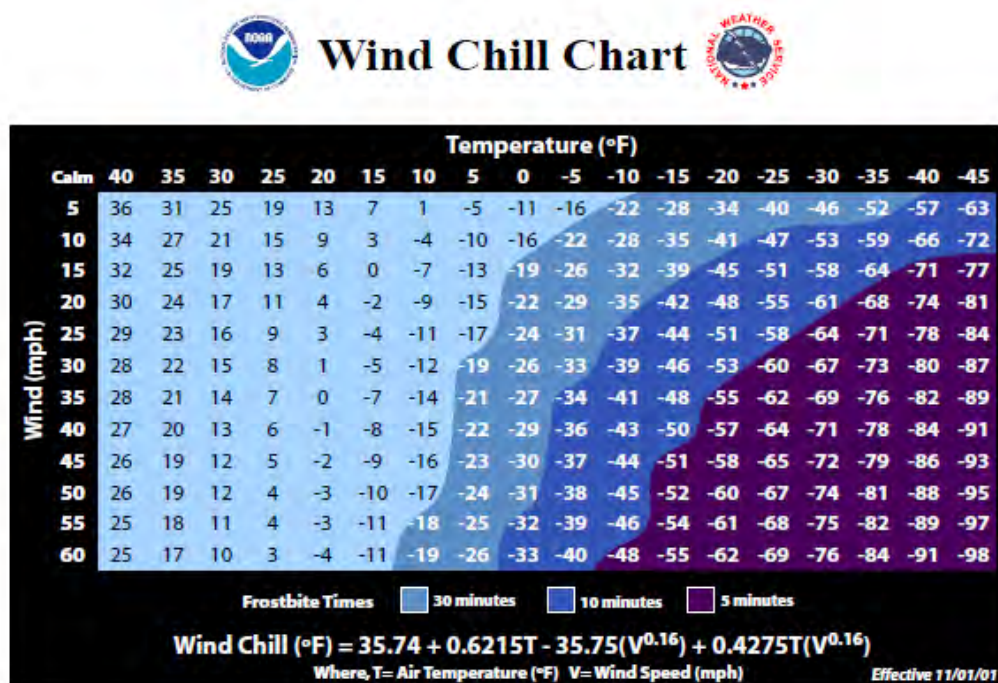 NOAA
Wind Chill Chart
NATIONAL WEATHER SERVICE
Temperature (ºF)
Calm 40 35 30 25 20 15 10 5 0 -5 -10 -15 -20 -25 -30 -35 -40 -45
5 36 31 25 19 13 7 1 -5 -11 -16 -22 -28 -34 -40 -46 -52 -57 -63
10 34 27 21 15 9 3 -4 -10 -16 -22 -28 -35 -41 -47 -53 -59 -66 -72
15 32 25 19 13 6 0 -7 -13 -19 -26 -32 -39 -45 -51 -58 -64 -71 -77
20 30 24 17 11 4 -2 -9 -15 -22 -29 -35 -42 -48 -55 -61 -68 -74 -81
25 29 23 16 9 3 -4 -11 -17 -24 -31 -37 -44 -51 -58 -64 -71 -78 -84
30 28 22 15 8 1 -5 -12 -19 -26 -33 -39 -46 -53 -60 -67 -73 -80 -87
35 28 21 14 7 0 -7 -14 -21 -27 -34 -41 -48 -55 -62 -69 -76 -82 -89
40 27 20 13 6 -1 -8 -15 -22 -29 -36 -43 -50 -57 -64 -71 -78 -84 -91
45 26 19 12 5 -2 -9 -16 -23 -30 -37 -44 -51 -58 -65 -72 -79 -86 -93
50 26 19 12 4 -3 -10 -17 -24 -31 -38 -45 -52 -60 -67 -74 -81 -88 -95
55 25 18 11 4 -3 -11 -18 -25 -32 -39 -46 -54 -61 -68 -75 -82 -89 -97
60 25 17 10 3 -4 -11 -19 -26 -33 -40 -48 -55 -62 -69 -76 -84 -91 -98
Wind (mph)
Frostbite Times 30 minutes 10 minutes 5 minutes
Wind Chill (ºF) = 35.74 + 0.6215T - 35.75(V^0.16) + 0.4275T(V^0.16)
Where, T= Air Temperature (ºF) V= Wind Speed (mph) Effective 11/01/01